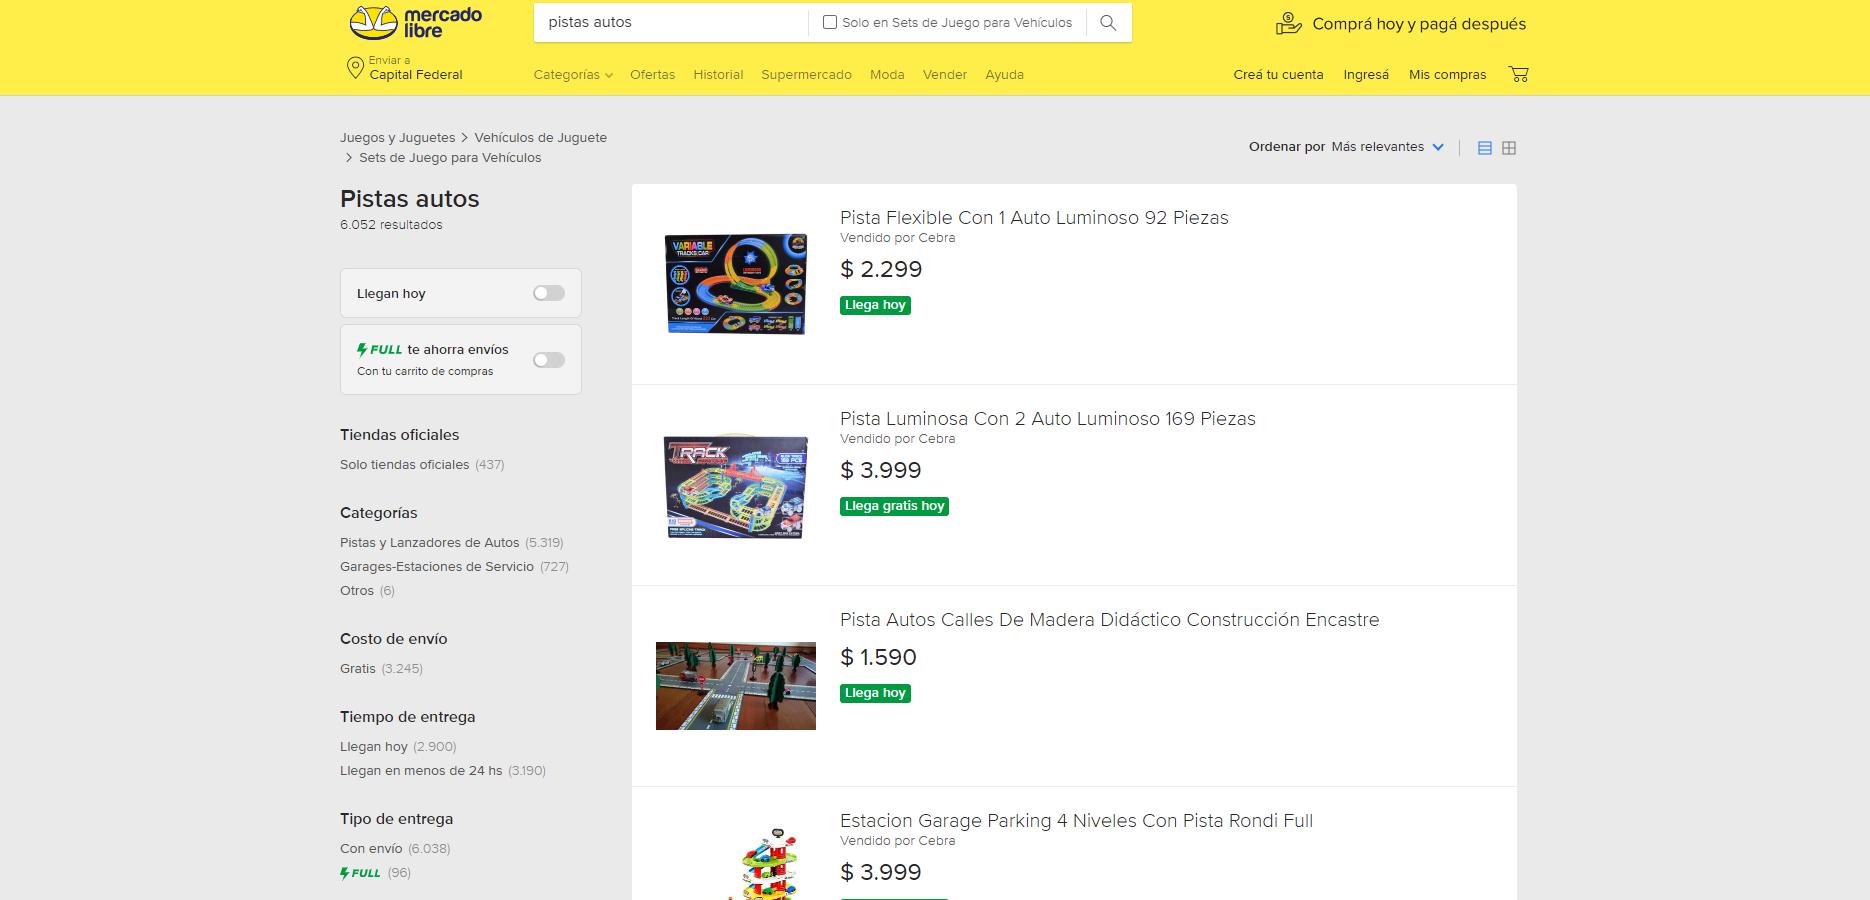 mercado
libre
pistas autos
Solo en Sets de Juego para Vehículos
Comprá hoy y pagá después
Enviar a
Capital Federal
Categorías Ofertas Historial Supermercado Moda Vender Ayuda
Creá tu cuenta Ingresá Mis compras
Juegos y Juguetes > Vehículos de Juguete
> Sets de Juego para Vehículos
Ordenar por Más relevantes
Pistas autos
6.052 resultados
Llegan hoy
FULL te ahorra envíos
Con tu carrito de compras
Tiendas oficiales
Solo tiendas oficiales (437)
Categorías
Pistas y Lanzadores de Autos (5.319)
Garages-Estaciones de Servicio (727)
Otros (6)
Costo de envío
Gratis (3.245)
Tiempo de entrega
Llegan hoy (2.900)
Llegan en menos de 24 hs (3.190)
Tipo de entrega
Con envío (6.038)
FULL (96)
VARIABLE
TRACKS CAR
Pista Flexible Con 1 Auto Luminoso 92 Piezas
Vendido por Cebra
$ 2.299
Llega hoy
TRACK
Pista Luminosa Con 2 Auto Luminoso 169 Piezas
Vendido por Cebra
$ 3.999
Llega gratis hoy
Pista Autos Calles De Madera Didáctico Construcción Encastre
$ 1.590
Llega hoy
Estacion Garage Parking 4 Niveles Con Pista Rondi Full
Vendido por Cebra
$ 3.999